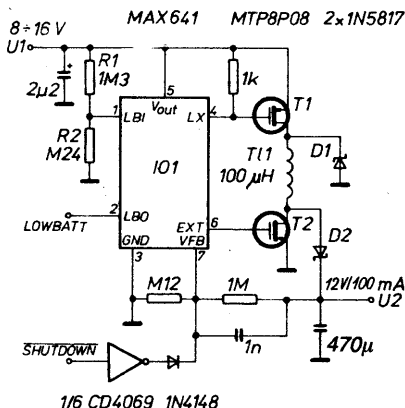 MAX641 MTP8P08 2x1N5817
8÷16 V
U1
2μ2
+
R1
1M3
R2
M24
1k
5
Vout
1
LBI
LX
4
IO1
2
LBO
LOWBATT
EXT
6
GND
VFB
3
7
T1
Tl1
100 μH
D1
T2
D2
12V/100 mA
U2
M12
1M
1n
470μ
SHUTDOWN
1/6 CD4069 1N4148